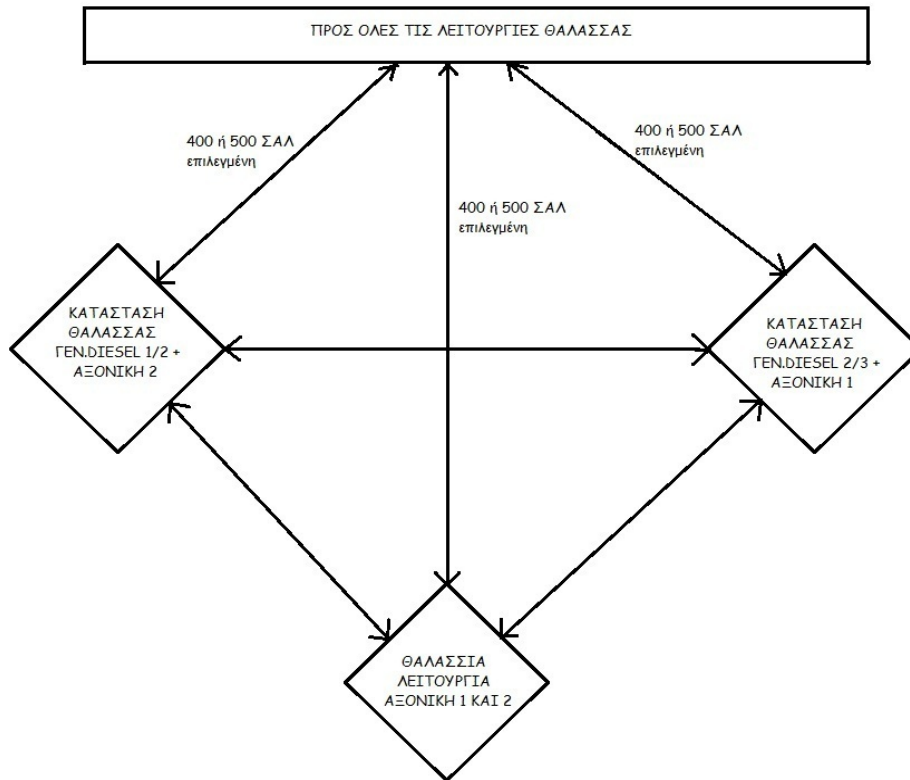 ΠΡΟΣ ΟΛΕΣ ΤΙΣ ΛΕΙΤΟΥΡΓΙΕΣ ΘΑΛΑΣΣΑΣ
400 ή 500 ΣΑΛ
επιλεγμένη
400 ή 500 ΣΑΛ
επιλεγμένη
400 ή 500 ΣΑΛ
επιλεγμένη
ΚΑΤΑΣΤΑΣΗ
ΘΑΛΑΣΣΑΣ
ΓΕΝ.DIESEL 1/2 +
ΑΞΟΝΙΚΗ 2
ΚΑΤΑΣΤΑΣΗ
ΘΑΛΑΣΣΑΣ
ΓΕΝ.DIESEL 2/3 +
ΑΞΟΝΙΚΗ 1
ΘΑΛΑΣΣΙΑ
ΛΕΙΤΟΥΡΓΙΑ
ΑΞΟΝΙΚΗ 1 ΚΑΙ 2